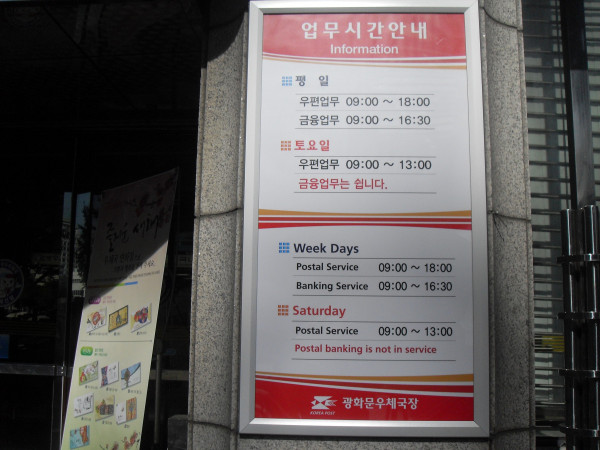 업무시간안내
Information
평 일
우편업무 09:00 ~ 18:00
금융업무 09:00 ~ 16:30
토요일
우편업무 09:00 ~ 13:00
금융업무는 쉽니다.
Week Days
Postal Service 09:00 ~ 18:00
Banking Service 09:00 ~ 16:30
Saturday
Postal Service 09:00 ~ 13:00
Postal banking is not in service
KOREA POST
광화문우체국장